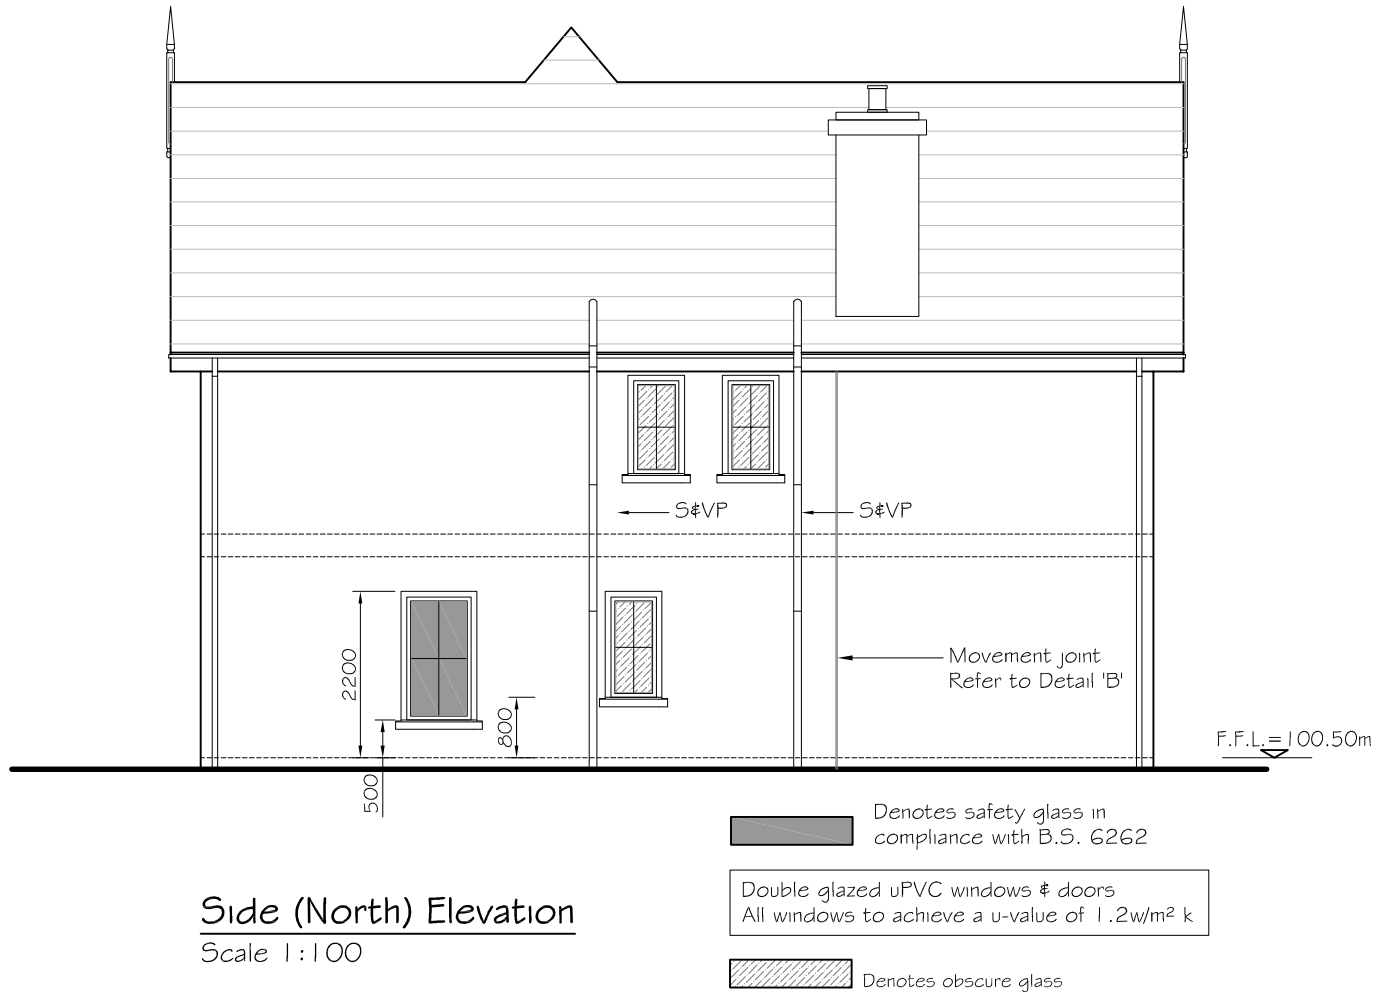 S&VP
S&VP
2200
500
800
Movement joint
Refer to Detail 'B'
F.F.L.=100.50m
Denotes safety glass in
compliance with B.S. 6262
Double glazed uPVC windows & doors
All windows to achieve a u-value of 1.2w/m² k
Side (North) Elevation
Scale 1:100
Denotes obscure glass